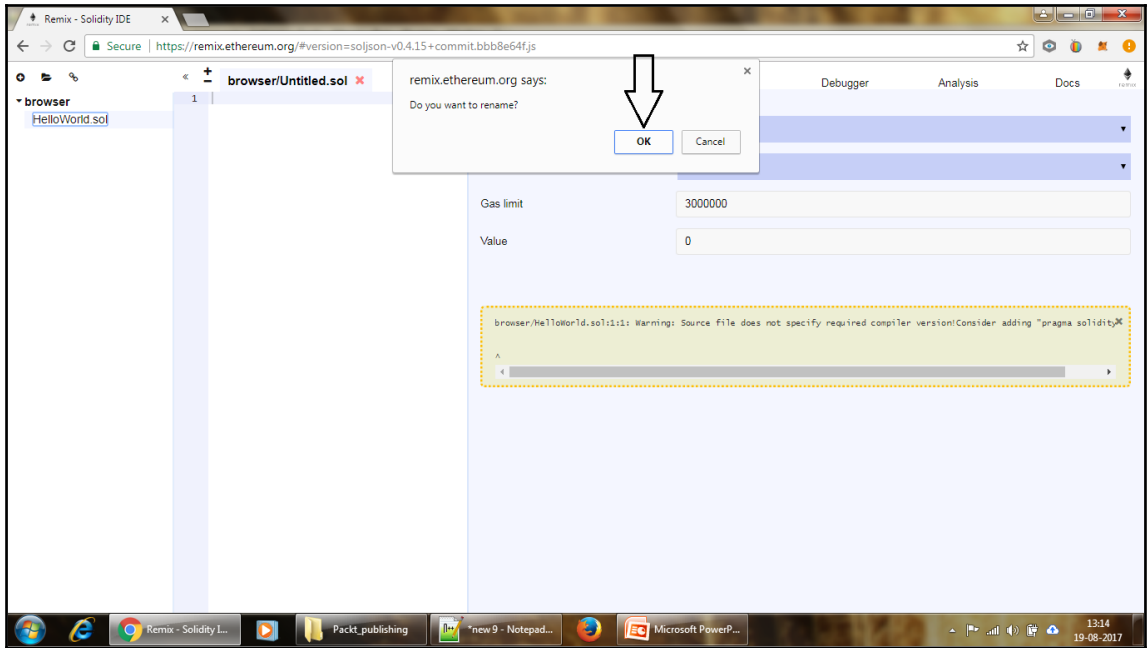 Remix - Solidity IDE
Secure | https://remix.ethereum.org/#version=soljson-v0.4.15+commit.bbb8e64f.js
browser/Untitled.sol
browser
HelloWorld.sol
1
remix.ethereum.org says:
Do you want to rename?
OK
Cancel
Debugger
Analysis
Docs
remix
Gas limit
3000000
Value
0
browser/HelloWorld.sol:1:1: Warning: Source file does not specify required compiler version!Consider adding "pragma solidity
^
Remix - Solidity I...
Packt_publishing
*new 9 - Notepad...
Microsoft PowerP...
13:14
19-08-2017